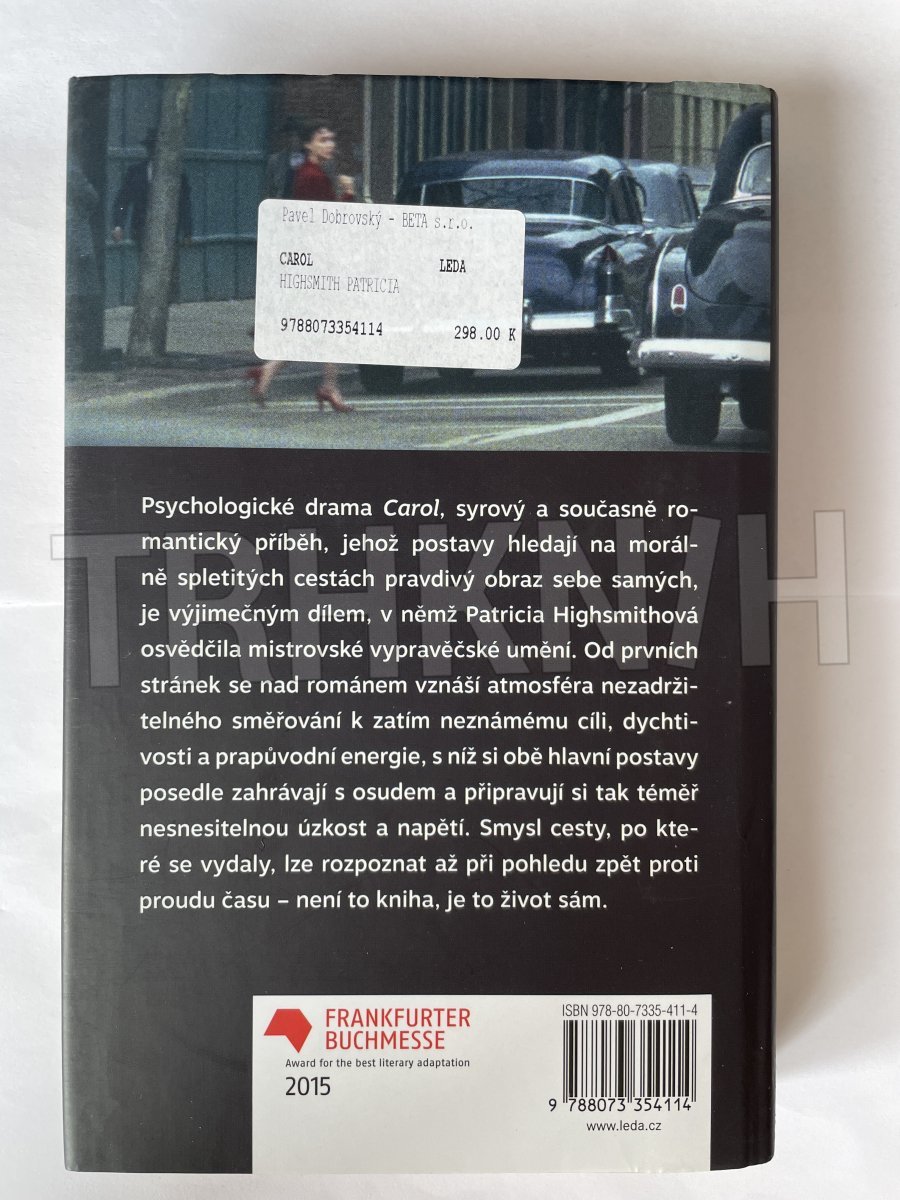 Pavel Dobrovský - BETA s.r.o.
CAROL LEDA
HIGHSMITH PATRICIA
9788073354114 298.00 K
Psychologické drama Carol, syrový a současně ro-
mantický příběh, jehož postavy hledají na morál-
ně spletitých cestách pravdivý obraz sebe samých,
je výjimečným dílem, v němž Patricia Highsmithová
osvědčila mistrovské vypravěčské umění. Od prvních
stránek se nad románem vznáší atmosféra nezadrži-
telného směřování k zatím neznámému cíli, dychti-
vosti a prapůvodní energie, s níž si obě hlavní postavy
posedle zahrávají s osudem a připravují si tak téměř
nesnesitelnou úzkost a napětí. Smysl cesty, po kte-
ré se vydaly, lze rozpoznat až při pohledu zpět proti
proudu času – není to kniha, je to život sám.
TRHKNIH
FRANKFURTER
BUCHMESSE
Award for the best literary adaptation
2015
ISBN 978-80-7335-411-4
9 788073 354114
www.leda.cz